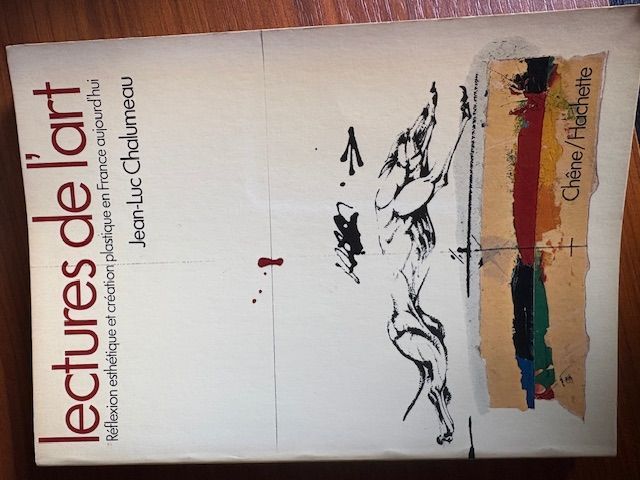 lectures de l'art
Réflexion esthétique et création plastique en France aujourd'hui
Jean-Luc Chalumeau
Chêne/Hachette